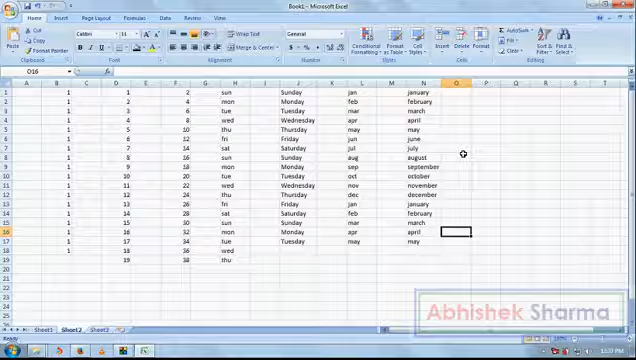 Book1 - Microsoft Excel
Home Insert Page Layout Formulas Data Review View
Cut
Copy
Format Painter
Paste
Clipboard
Calibri 11
Font
Wrap Text
Merge & Center
Alignment
General
Number
Conditional Formatting Format as Table Cell Styles
Styles
Insert Delete Format
Cells
AutoSum
Fill
Clear
Sort & Filter Find & Select
Editing
O16
A B C D E F G H I J K L M N O P Q R S T
1 1 1 2 sun Sunday jan january
2 1 2 4 mon Monday feb february
3 1 3 6 tue Tuesday mar march
4 1 4 8 wed Wednesday apr april
5 1 5 10 thu Thursday may may
6 1 6 12 fri Friday jun june
7 1 7 14 sat Saturday jul july
8 1 8 16 sun Sunday aug august
9 1 9 18 mon Monday sep september
10 1 10 20 tue Tuesday oct october
11 1 11 22 wed Wednesday nov november
12 1 12 24 thu Thursday dec december
13 1 13 26 fri Friday jan january
14 1 14 28 sat Saturday feb february
15 1 15 30 sun Sunday mar march
16 1 16 32 mon Monday apr april
17 1 17 34 tue Tuesday may may
18 1 18 36 wed
19 19 38 thu
20
21
22
23
24
Abhishek Sharma
Sheet1 Sheet2 Sheet3
Ready